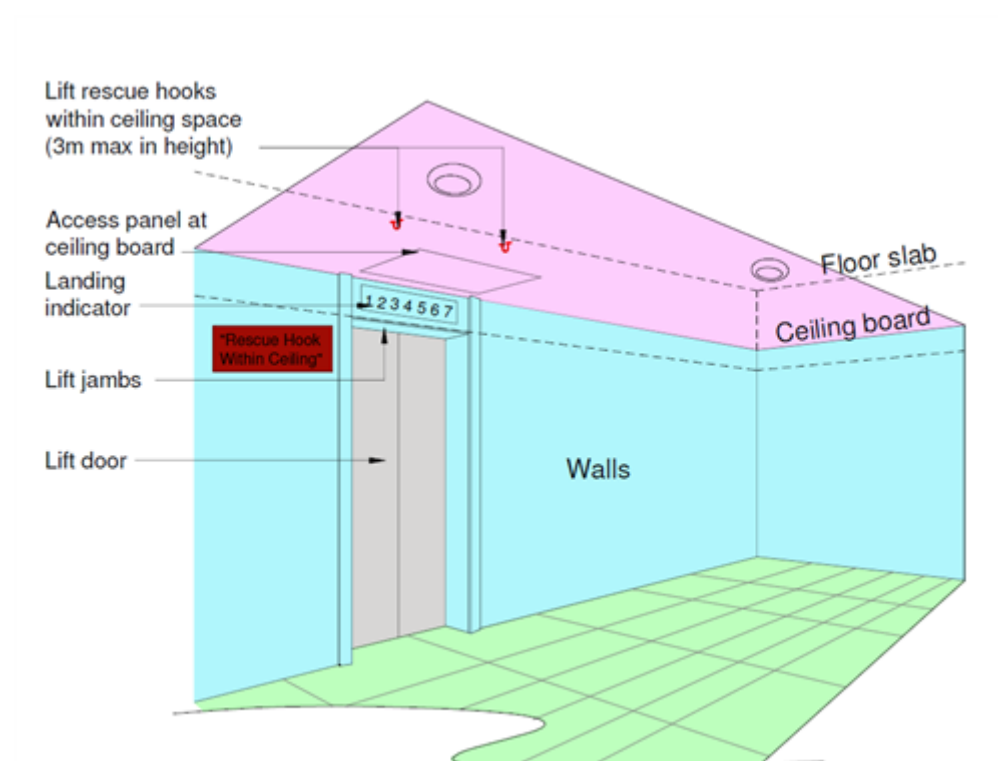 Lift rescue hooks
within ceiling space
(3m max in height)
Access panel at
ceiling board
Floor slab
Landing
indicator
1234567
Ceiling board
"Rescue Hook
Within Ceiling"
Lift jambs
Lift door
Walls